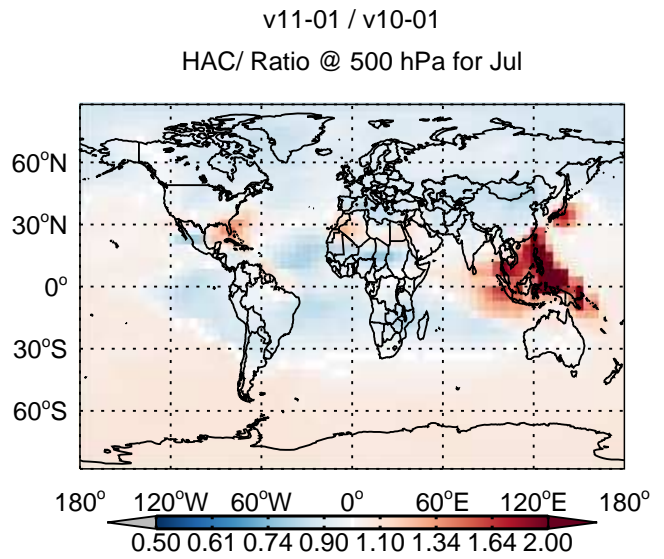 v11-01 / v10-01
HAC/ Ratio @ 500 hPa for Jul
60°N
30°N
0°
30°S
60°S
180° 120°W 60°W 0° 60°E 120°E 180°
0.50 0.61 0.74 0.90 1.10 1.34 1.64 2.00